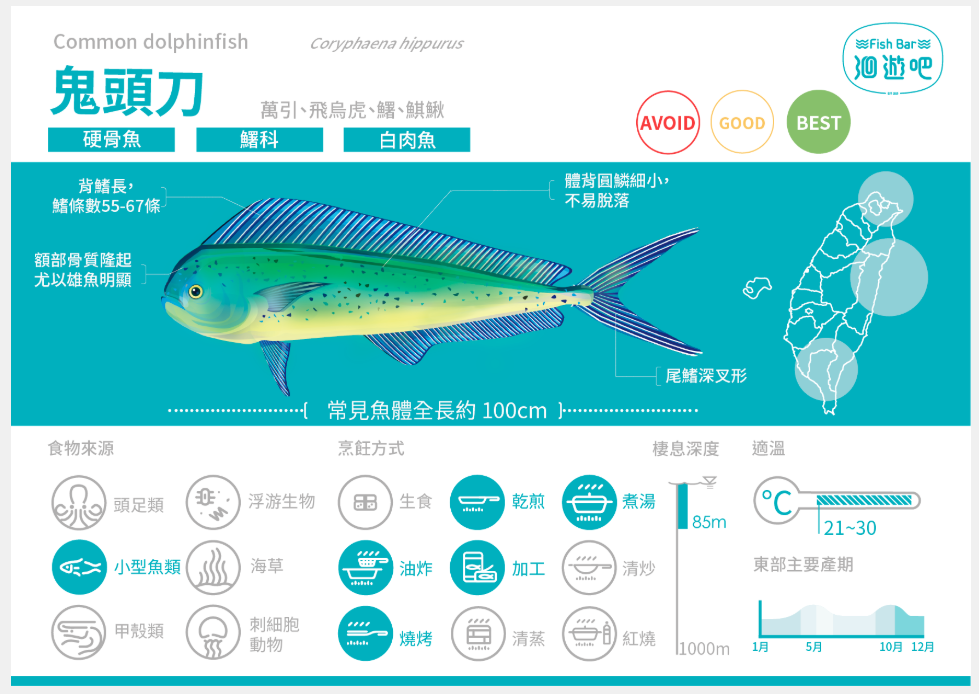 Common dolphinfish
Coryphaena hippurus
Fish Bar
洄遊吧
鬼頭刀
萬引、飛烏虎、鱰、鯕鰍
AVOID
GOOD
BEST
硬骨魚
鱰科
白肉魚
背鰭長，
鰭條數55-67條
體背圓鱗細小，
不易脫落
額部骨質隆起
尤以雄魚明顯
尾鰭深叉形
常見魚體全長約 100cm
食物來源
烹飪方式
棲息深度
適溫
頭足類
浮游生物
生食
乾煎
煮湯
85m
°C
21~30
小型魚類
海草
油炸
加工
清炒
東部主要產期
甲殼類
刺細胞
動物
燒烤
清蒸
紅燒
1000m
1月
5月
10月
12月